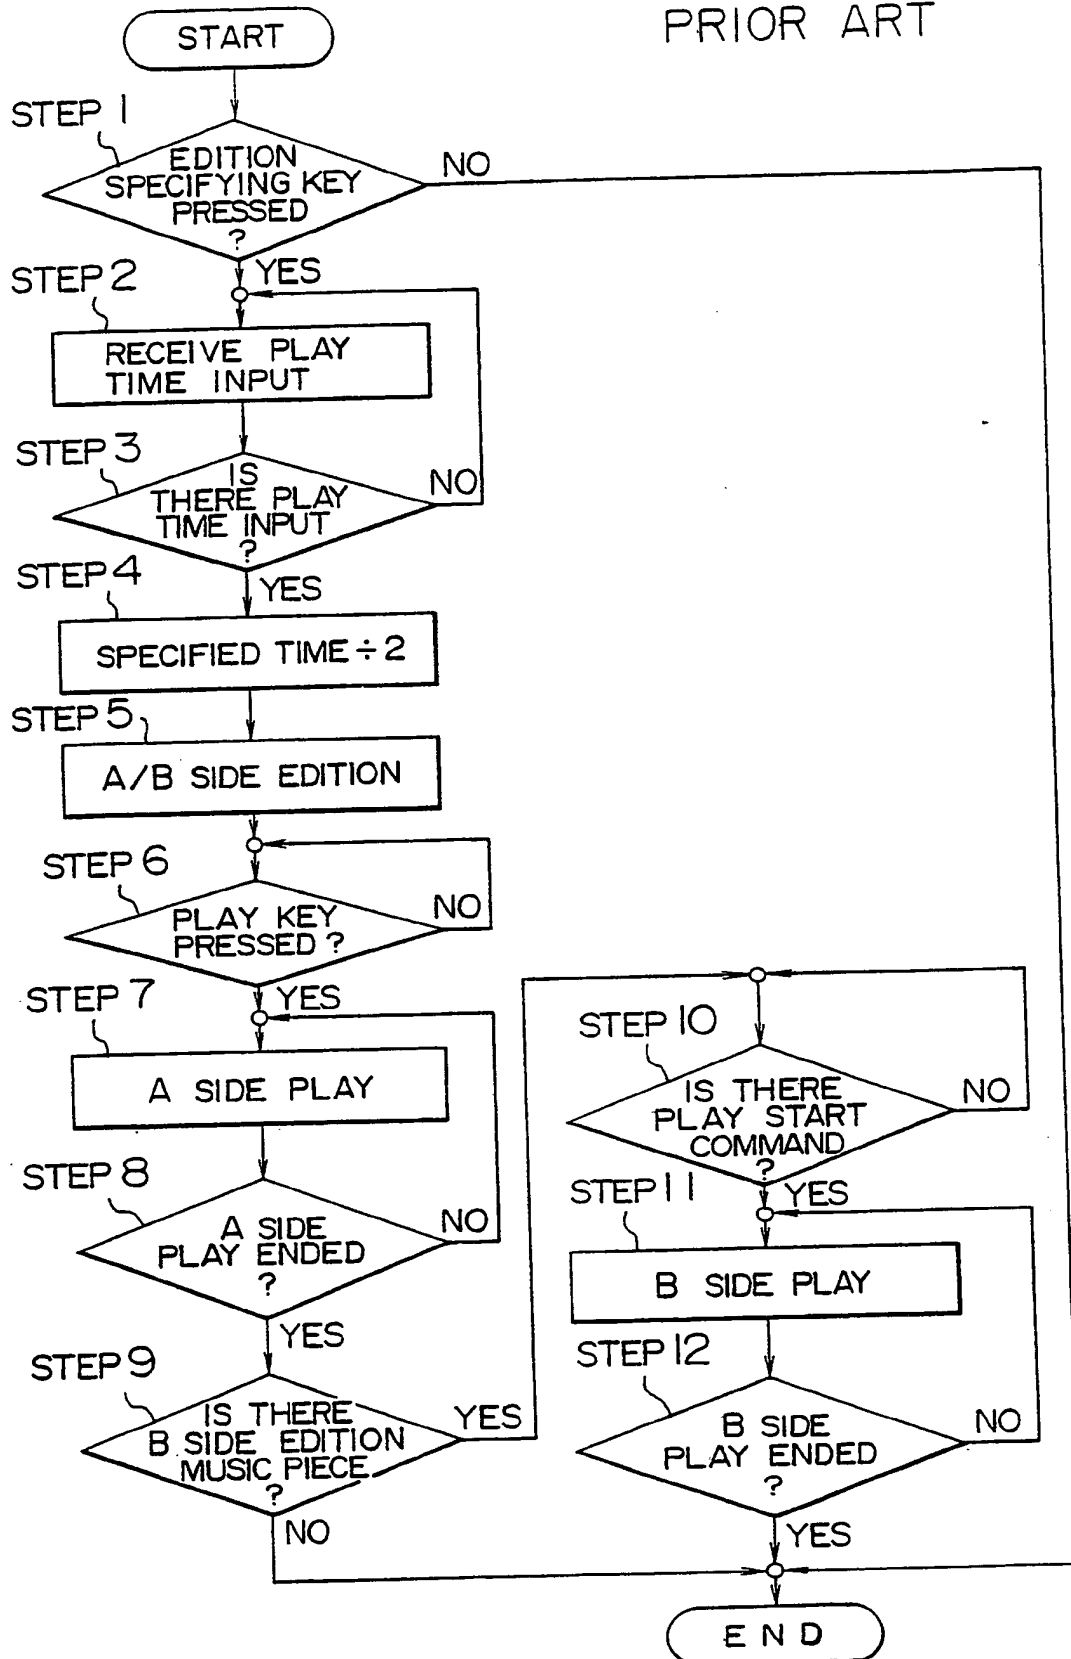 PRIOR ART
START
STEP 1
EDITION
SPECIFYING KEY
PRESSED
?
NO
YES
STEP 2
RECEIVE PLAY
TIME INPUT
STEP 3
IS
THERE PLAY
TIME INPUT
?
NO
YES
STEP 4
SPECIFIED TIME ÷ 2
STEP 5
A/B SIDE EDITION
STEP 6
PLAY KEY
PRESSED ?
NO
YES
STEP 7
A SIDE PLAY
STEP 8
A SIDE
PLAY ENDED
?
NO
YES
STEP 9
IS THERE
B SIDE EDITION
MUSIC PIECE
?
YES
NO
STEP 10
IS THERE
PLAY START
COMMAND
?
NO
YES
STEP 11
B SIDE PLAY
STEP 12
B SIDE
PLAY ENDED
?
NO
YES
END